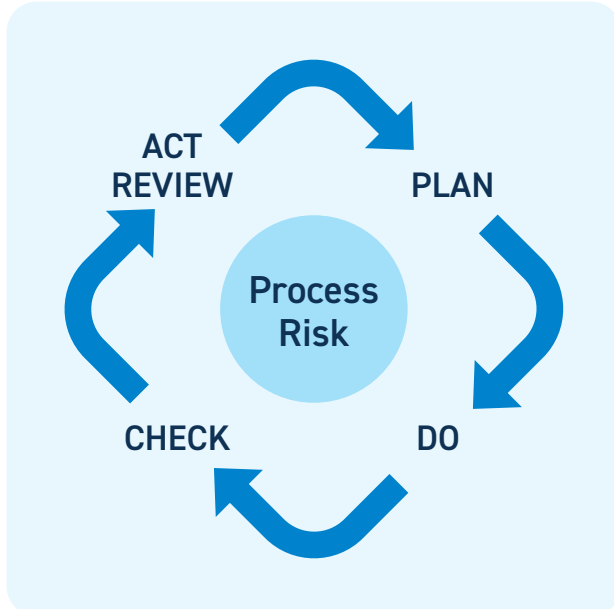 ACT
REVIEW
PLAN
Process
Risk
CHECK
DO